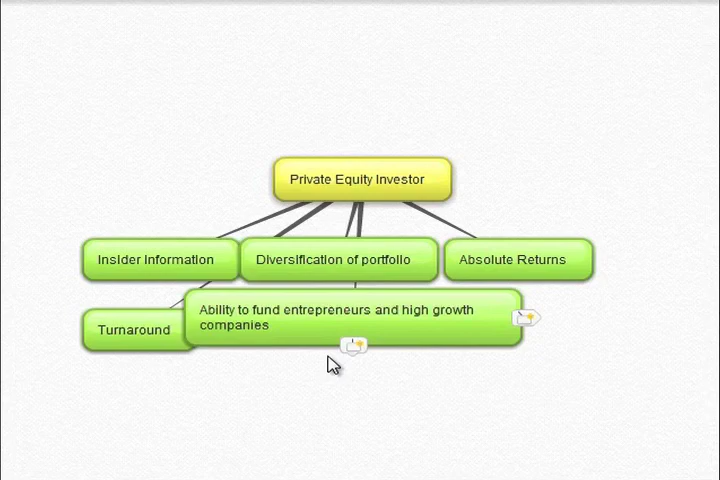 Private Equity Investor
Insider Information
Diversification of portfolio
Absolute Returns
Turnaround
Ability to fund entrepreneurs and high growth
companies